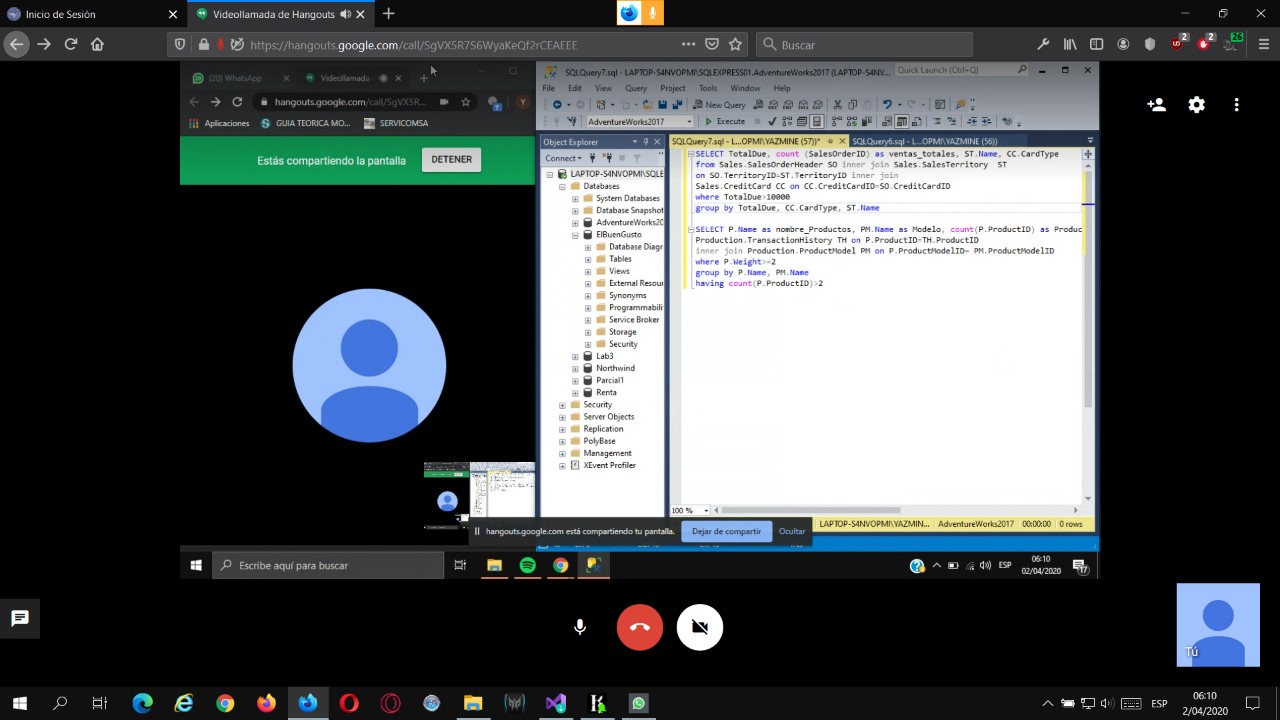 Inicio de Sesión
Videollamada de Hangouts
https://hangouts.google.com/call/SgVXSR7S6WyaKeQf2nCEAEEE
Buscar
2
2
26
(20) WhatsApp
Videollamada
hangouts.google.com/call/SgVXSR...
Y
Aplicaciones
GUIA TEORICA MO...
SERVICOMSA
Estás compartiendo la pantalla
DETENER
SQLQuery7.sql - LAPTOP-S4NVOPMI\SQLEXPRESS01.AdventureWorks2017 (LAPTOP-S4NV...
Quick Launch (Ctrl+Q)
File Edit View Query Project Tools Window Help
New Query
AdventureWorks2017
Execute
Object Explorer
Connect
LAPTOP-S4NVOPMI\SQLE
Databases
System Databases
Database Snapshot
AdventureWorks20
ElBuenGusto
Database Diagr
Tables
Views
External Resour
Synonyms
Programmabili
Service Broker
Storage
Security
Lab3
Northwind
Parcial1
Renta
Security
Server Objects
Replication
PolyBase
Management
XEvent Profiler
SQLQuery7.sql - L...OPMI\YAZMINE (57))*
SQLQuery6.sql - L...OPMI\YAZMINE (56))
SELECT TotalDue, count (SalesOrderID) as ventas_totales, ST.Name, CC.CardType
from Sales.SalesOrderHeader SO inner join Sales.SalesTerritory ST
on SO.TerritoryID=ST.TerritoryID inner join
Sales.CreditCard CC on CC.CreditCardID=SO.CreditCardID
where TotalDue>10000
group by TotalDue, CC.CardType, ST.Name
SELECT P.Name as nombre_Productos, PM.Name as Modelo, count(P.ProductID) as Produc
Production.TransactionHistory TH on P.ProductID=TH.ProductID
inner join Production.ProductModel PM on P.ProductModelID= PM.ProductModelID
where P.Weight>=2
group by P.Name, PM.Name
having count(P.ProductID)>2
100 %
LAPTOP-S4NVOPMI\YAZMIN... AdventureWorks2017 00:00:00 0 rows
hangouts.google.com está compartiendo tu pantalla.
Dejar de compartir
Ocultar
Escribe aquí para buscar
ESP
06:10
02/04/2020
17
Tú
ESP
06:10
2/04/2020